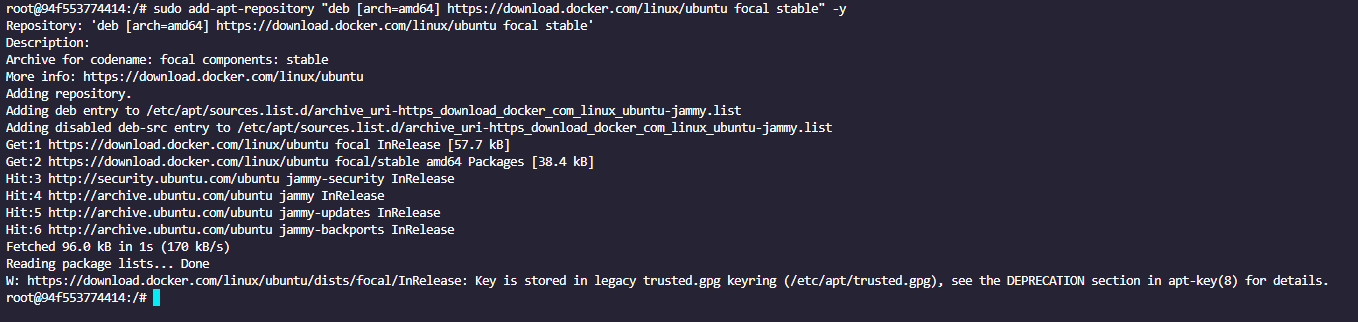 root@94f553774414:/# sudo add-apt-repository "deb [arch=amd64] https://download.docker.com/linux/ubuntu focal stable" -y
Repository: 'deb [arch=amd64] https://download.docker.com/linux/ubuntu focal stable'
Description:
Archive for codename: focal components: stable
More info: https://download.docker.com/linux/ubuntu
Adding repository.
Adding deb entry to /etc/apt/sources.list.d/archive_uri-https_download_docker_com_linux_ubuntu-jammy.list
Adding disabled deb-src entry to /etc/apt/sources.list.d/archive_uri-https_download_docker_com_linux_ubuntu-jammy.list
Get:1 https://download.docker.com/linux/ubuntu focal InRelease [57.7 kB]
Get:2 https://download.docker.com/linux/ubuntu focal/stable amd64 Packages [38.4 kB]
Hit:3 http://security.ubuntu.com/ubuntu jammy-security InRelease
Hit:4 http://archive.ubuntu.com/ubuntu jammy InRelease
Hit:5 http://archive.ubuntu.com/ubuntu jammy-updates InRelease
Hit:6 http://archive.ubuntu.com/ubuntu jammy-backports InRelease
Fetched 96.0 kB in 1s (170 kB/s)
Reading package lists... Done
W: https://download.docker.com/linux/ubuntu/dists/focal/InRelease: Key is stored in legacy trusted.gpg keyring (/etc/apt/trusted.gpg), see the DEPRECATION section in apt-key(8) for details.
root@94f553774414:/#